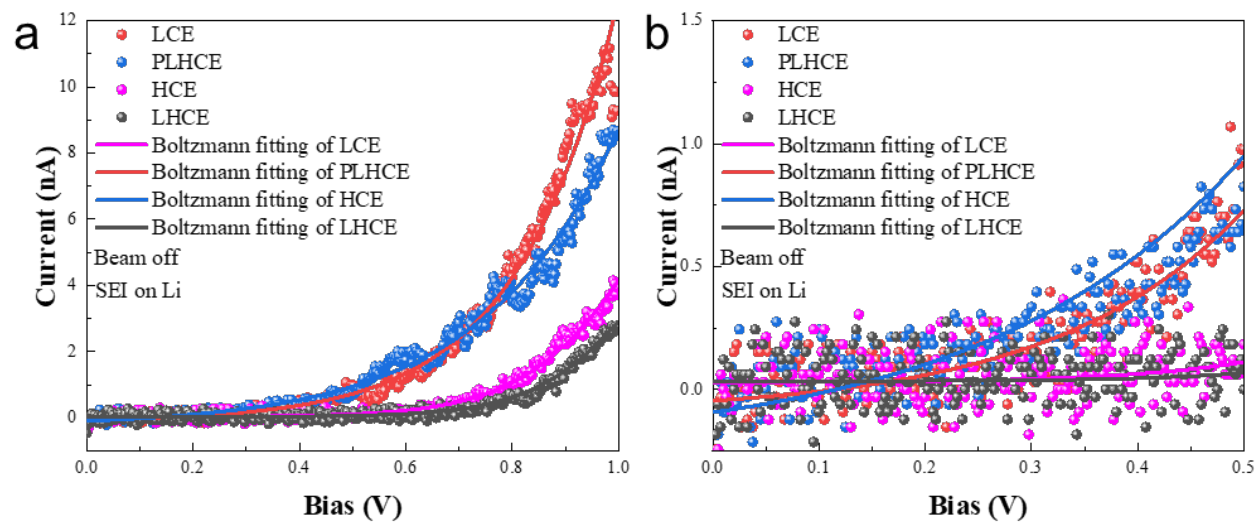 a
12
10
8
6
4
2
0
Current (nA)
LCE
PLHCE
HCE
LHCE
Boltzmann fitting of LCE
Boltzmann fitting of PLHCE
Boltzmann fitting of HCE
Boltzmann fitting of LHCE
Beam off
SEI on Li
0.0 0.2 0.4 0.6 0.8 1.0
Bias (V)
b
1.5
1.0
0.5
0.0
Current (nA)
LCE
PLHCE
HCE
LHCE
Boltzmann fitting of LCE
Boltzmann fitting of PLHCE
Boltzmann fitting of HCE
Boltzmann fitting of LHCE
Beam off
SEI on Li
0.0 0.1 0.2 0.3 0.4 0.5
Bias (V)